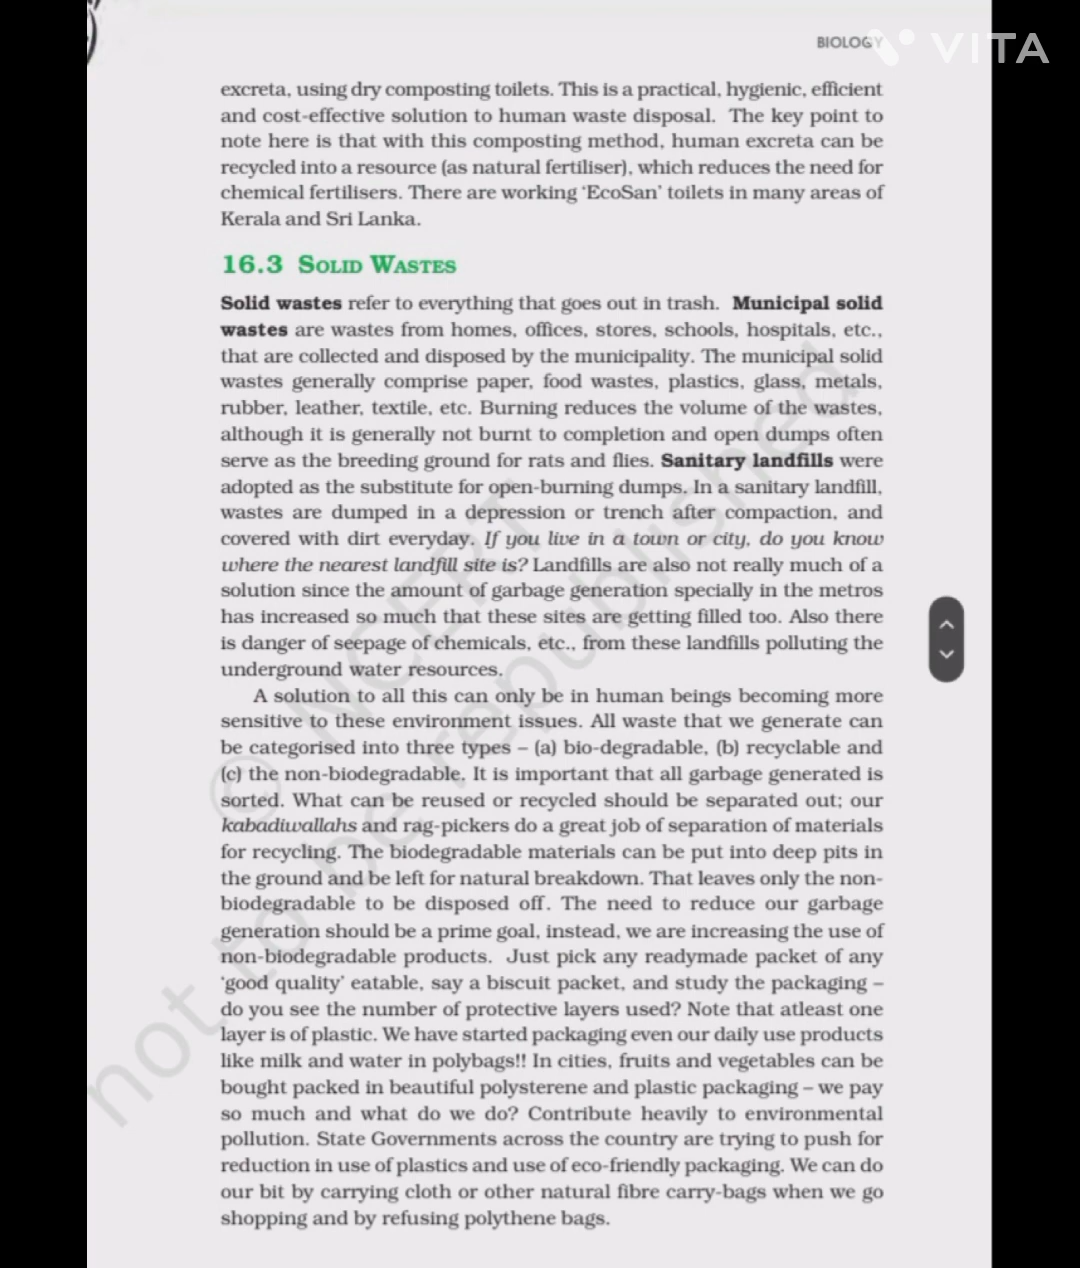 BIOLOGY
VITA
excreta, using dry composting toilets. This is a practical, hygienic, efficient
and cost-effective solution to human waste disposal. The key point to
note here is that with this composting method, human excreta can be
recycled into a resource (as natural fertiliser), which reduces the need for
chemical fertilisers. There are working ‘EcoSan’ toilets in many areas of
Kerala and Sri Lanka.
16.3 SOLID WASTES
Solid wastes refer to everything that goes out in trash. Municipal solid
wastes are wastes from homes, offices, stores, schools, hospitals, etc.,
that are collected and disposed by the municipality. The municipal solid
wastes generally comprise paper, food wastes, plastics, glass, metals,
rubber, leather, textile, etc. Burning reduces the volume of the wastes,
although it is generally not burnt to completion and open dumps often
serve as the breeding ground for rats and flies. Sanitary landfills were
adopted as the substitute for open-burning dumps. In a sanitary landfill,
wastes are dumped in a depression or trench after compaction, and
covered with dirt everyday. If you live in a town or city, do you know
where the nearest landfill site is? Landfills are also not really much of a
solution since the amount of garbage generation specially in the metros
has increased so much that these sites are getting filled too. Also there
is danger of seepage of chemicals, etc., from these landfills polluting the
underground water resources.
A solution to all this can only be in human beings becoming more
sensitive to these environment issues. All waste that we generate can
be categorised into three types – (a) bio-degradable, (b) recyclable and
(c) the non-biodegradable. It is important that all garbage generated is
sorted. What can be reused or recycled should be separated out; our
kabadiwallahs and rag-pickers do a great job of separation of materials
for recycling. The biodegradable materials can be put into deep pits in
the ground and be left for natural breakdown. That leaves only the non-
biodegradable to be disposed off. The need to reduce our garbage
generation should be a prime goal, instead, we are increasing the use of
non-biodegradable products. Just pick any readymade packet of any
‘good quality’ eatable, say a biscuit packet, and study the packaging –
do you see the number of protective layers used? Note that atleast one
layer is of plastic. We have started packaging even our daily use products
like milk and water in polybags!! In cities, fruits and vegetables can be
bought packed in beautiful polysterene and plastic packaging – we pay
so much and what do we do? Contribute heavily to environmental
pollution. State Governments across the country are trying to push for
reduction in use of plastics and use of eco-friendly packaging. We can do
our bit by carrying cloth or other natural fibre carry-bags when we go
shopping and by refusing polythene bags.
© NCERT
not to be republished